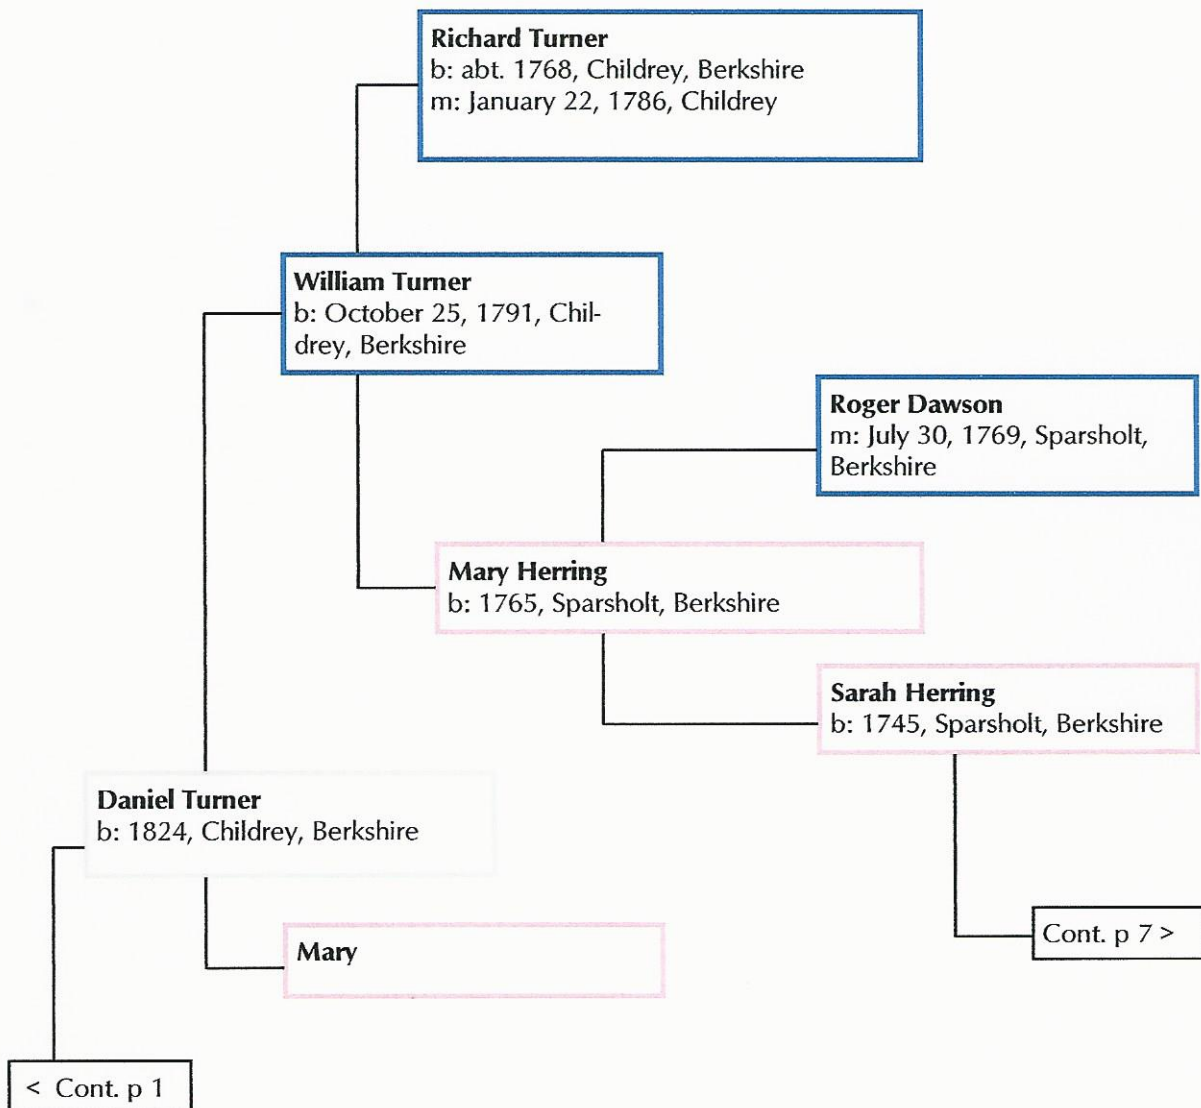 Richard Turner
b: abt. 1768, Childrey, Berkshire
m: January 22, 1786, Childrey
William Turner
b: October 25, 1791, Chil-
drey, Berkshire
Roger Dawson
m: July 30, 1769, Sparsholt,
Berkshire
Mary Herring
b: 1765, Sparsholt, Berkshire
Sarah Herring
b: 1745, Sparsholt, Berkshire
Daniel Turner
b: 1824, Childrey, Berkshire
Mary
Cont. p 7 >
< Cont. p 1